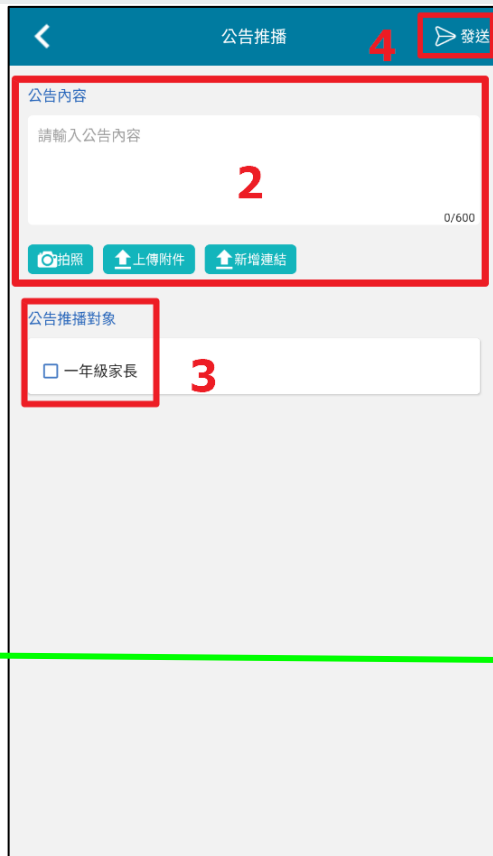 公告推播
4
發送
公告內容
請輸入公告內容
2
0/600
拍照
上傳附件
新增連結
公告推播對象
一年級家長
3